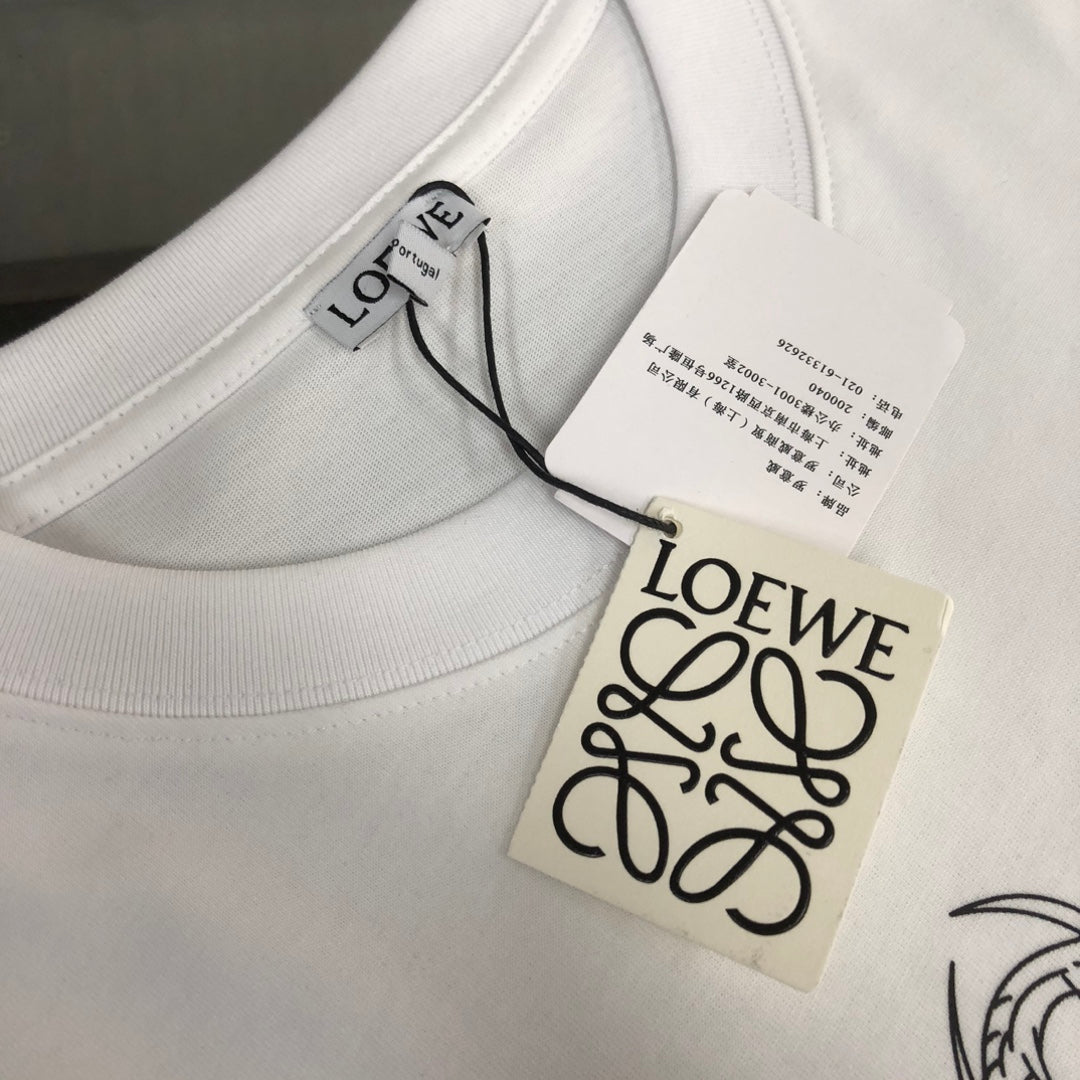 LOEWE
Portugal
品牌：罗意威
公司：罗意威商贸（上海）有限公司
地址：上海市南京西路1266号恒隆广场
地址：办公楼3001-3002室
邮编：200040
电话：021-61332626
LOEWE